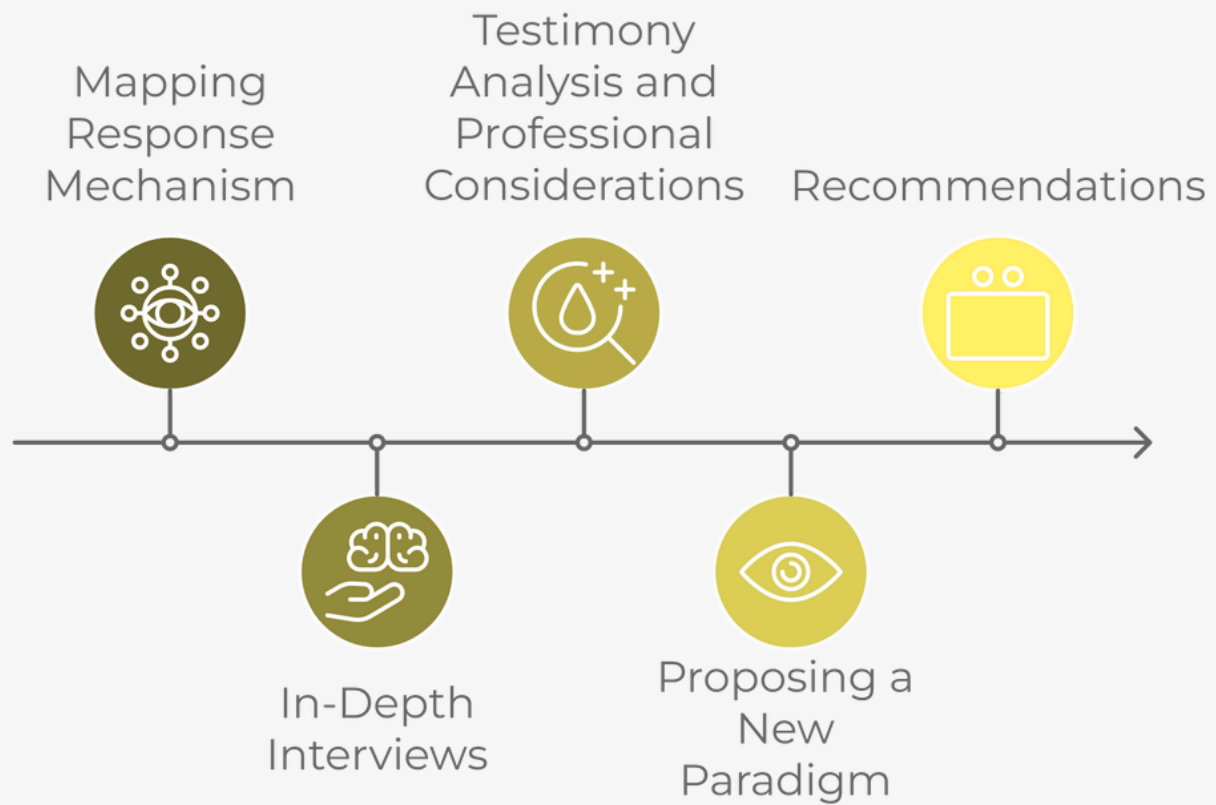 Mapping
Response
Mechanism
In-Depth
Interviews
Testimony
Analysis and
Professional
Considerations
Proposing a
New
Paradigm
Recommendations